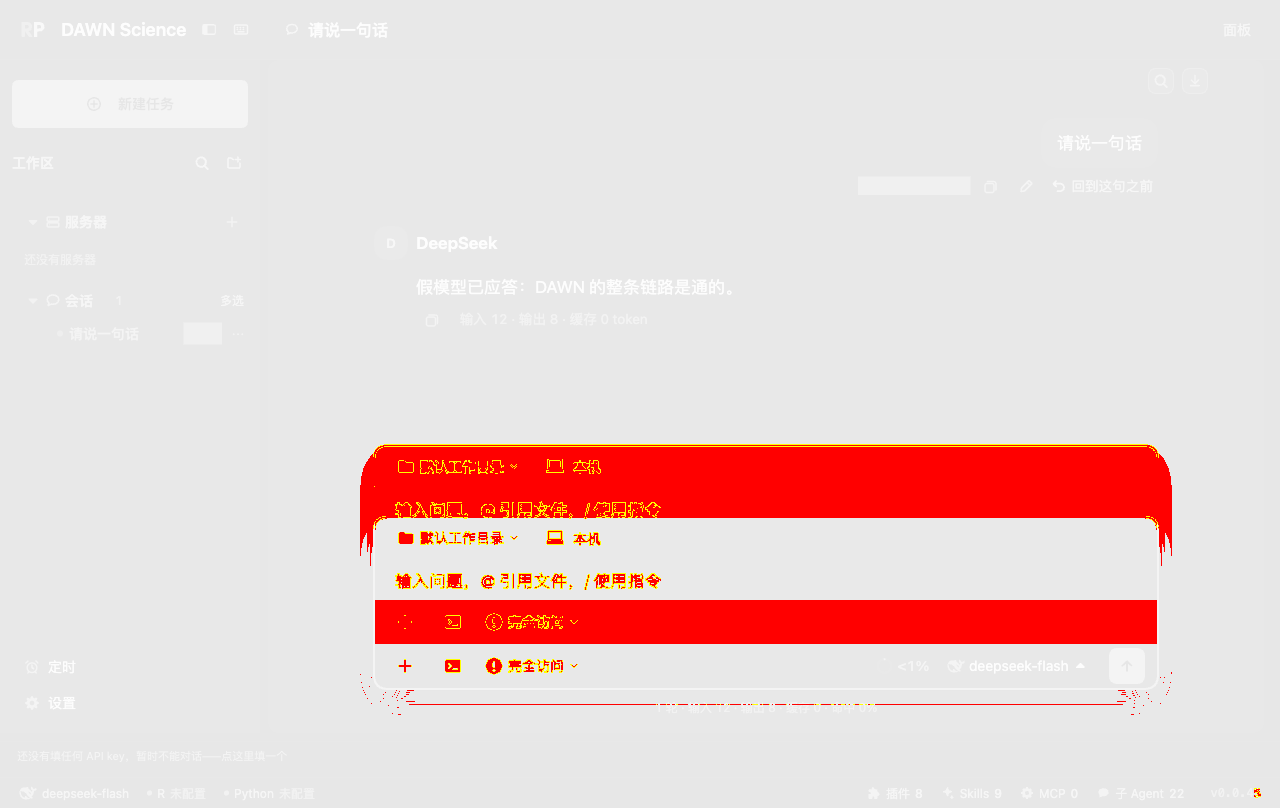 RP DAWN Science
请说一句话
面板
新建任务
工作区
请说一句话
回到这句之前
服务器
还没有服务器
D DeepSeek
假模型已应答：DAWN 的整条链路是通的。
会话 1 多选
输入 12 · 输出 8 · 缓存 0 token
请说一句话
默认工作目录 本机
输入问题，@ 引用文件，/ 使用指令
默认工作目录 本机
输入问题，@ 引用文件，/ 使用指令
完全访问
完全访问
<1% deepseek-flash
定时
设置
还没有填任何 API key，暂时不能对话——点这里填一个
deepseek-flash R 未配置 Python 未配置
插件 8 Skills 9 MCP 0 子 Agent 22